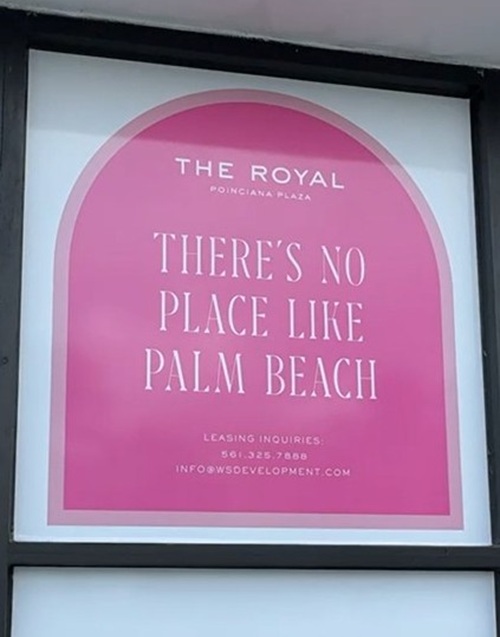 THE ROYAL
POINCIANA PLAZA
THERE'S NO
PLACE LIKE
PALM BEACH
LEASING INQUIRIES:
561.325.7888
INFO@WSDEVELOPMENT.COM